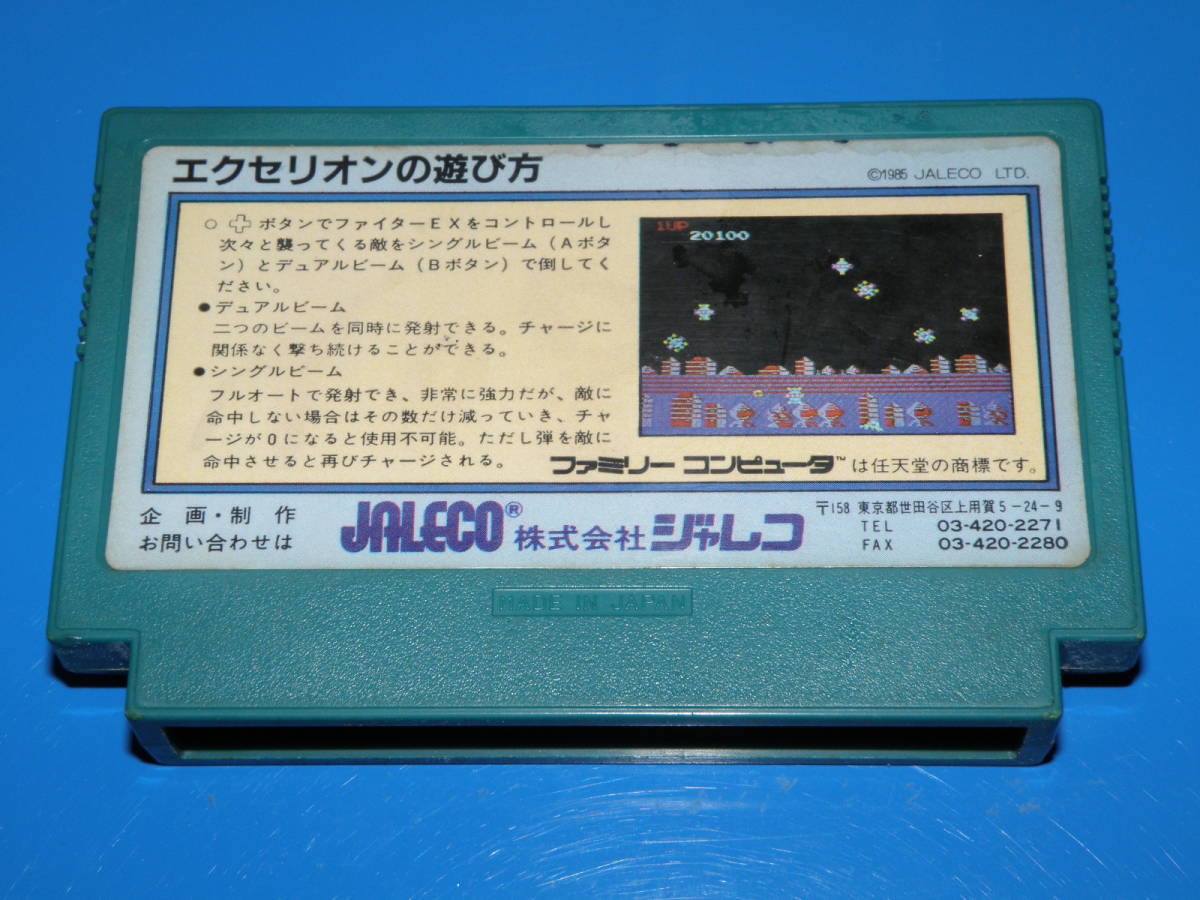 エクセリオンの遊び方
©1985 JALECO LTD.
○ ボタンでファイターEXをコントロールし
次々と襲ってくる敵をシングルビーム(Aボタ
ン)とデュアルビーム(Bボタン)で倒してく
ださい。
●デュアルビーム
二つのビームを同時に発射できる。チャージに
関係なく撃ち続けることができる。
●シングルビーム
フルオートで発射でき、非常に強力だが、敵に
命中しない場合はその数だけ減っていき、チャ
ージが0になると使用不可能。ただし弾を敵に
命中させると再びチャージされる。
1UP
20100
ファミリーコンピュータ™は任天堂の商標です。
企画・制作
お問い合わせは
JALECO® 株式会社ジャレコ
〒158 東京都世田谷区上用賀5-24-9
TEL 03-420-2271
FAX 03-420-2280
MADE IN JAPAN